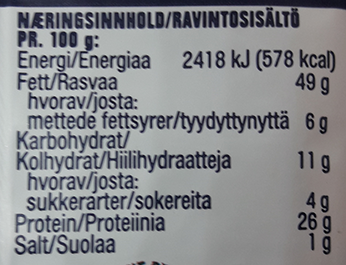 NÆRINGSINNHOLD/RAVINTOSISÄLTÖ
PR. 100 g:
Energi/Energiaa 2418 kJ (578 kcal)
Fett/Rasvaa 49 g
hvorav/josta:
mettede fettsyrer/tyydyttynyttä 6 g
Karbohydrat/
Kolhydrat/Hiilihydraatteja 11 g
hvorav/josta:
sukkerarter/sokereita 4 g
Protein/Proteiinia 26 g
Salt/Suolaa 1 g